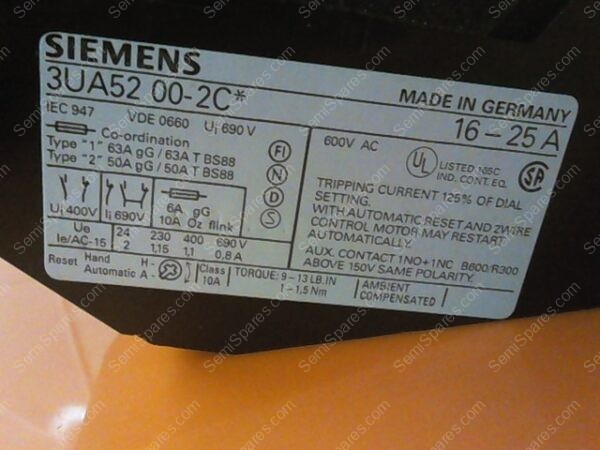 SIEMENS
3UA52 00-2C*
MADE IN GERMANY
IEC 947 VDE 0660 Ui 690 V
16 – 25 A
Co-ordination
Type "1" 63A gG / 63A T BS88
Type "2" 50A gG / 50A T BS88
FI
N
D
S
Ui 400V Ii 690V
6A gG
10A Oz flink
Ue 24 230 400 690 V
Ie/AC-15 2 1,15 1,1 0,8 A
Reset Hand H -
Automatic A -
Class
10A
TORQUE: 9 – 13 LB.IN
1 – 1,5 Nm
AMBIENT
COMPENSATED
600V AC
UL LISTED 165C
IND. CONT. EQ.
SA
TRIPPING CURRENT 125% OF DIAL
SETTING.
WITH AUTOMATIC RESET AND 2WIRE
CONTROL MOTOR MAY RESTART
AUTOMATICALLY.
AUX. CONTACT 1NO+1NC B600/R300
ABOVE 150V SAME POLARITY.
SemiSpares.com